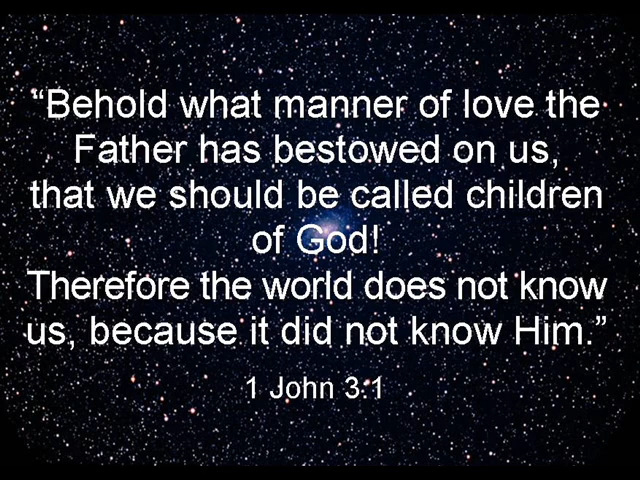 “Behold what manner of love the
Father has bestowed on us,
that we should be called children
of God!
Therefore the world does not know
us, because it did not know Him.”
1 John 3:1